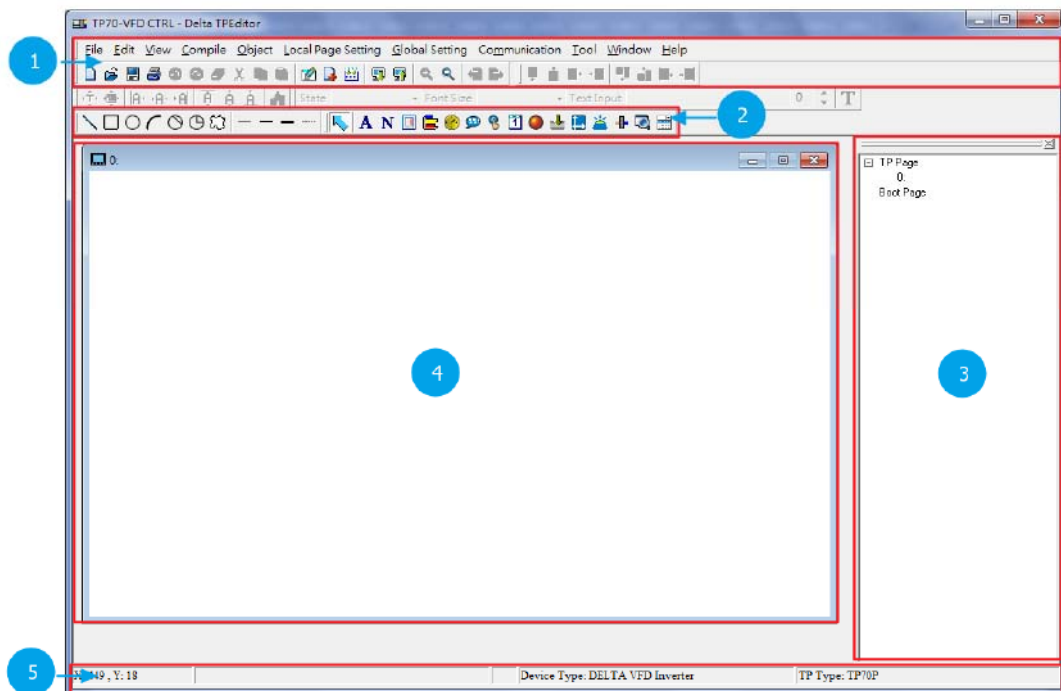 TP70-VFD CTRL - Delta TPEditor
File Edit View Compile Object Local Page Setting Global Setting Communication Tool Window Help
1
State Font Size Text Input 0 T
A N 1
2
0:
TP Page
0:
Boot Page
4
3
5
49 , Y: 18 Device Type: DELTA VFD Inverter TP Type: TP70P